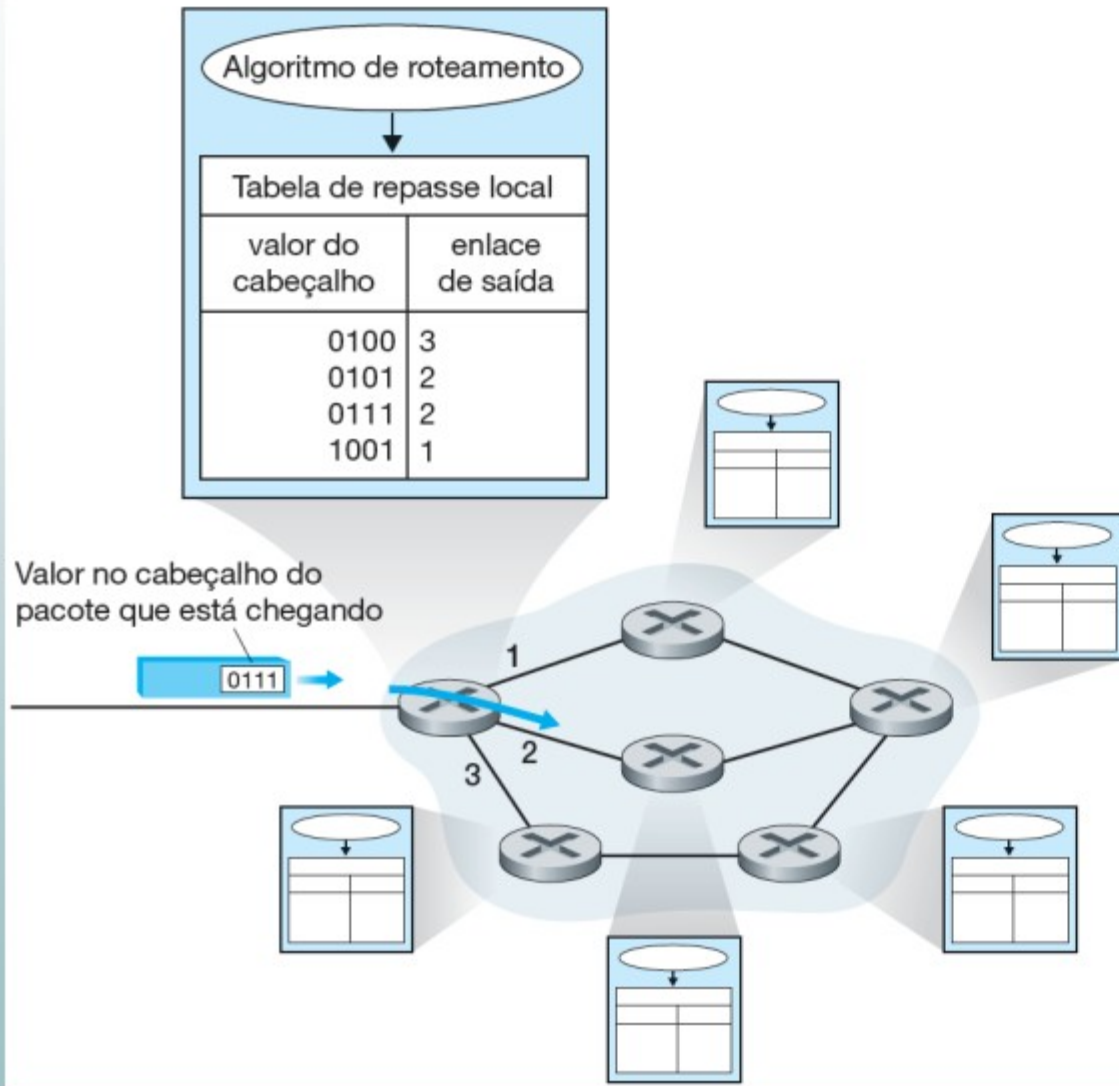 Algoritmo de roteamento
Tabela de repasse local
valor do cabeçalho
enlace de saída
0100 3
0101 2
0111 2
1001 1
Valor no cabeçalho do
pacote que está chegando
0111
1
2
3